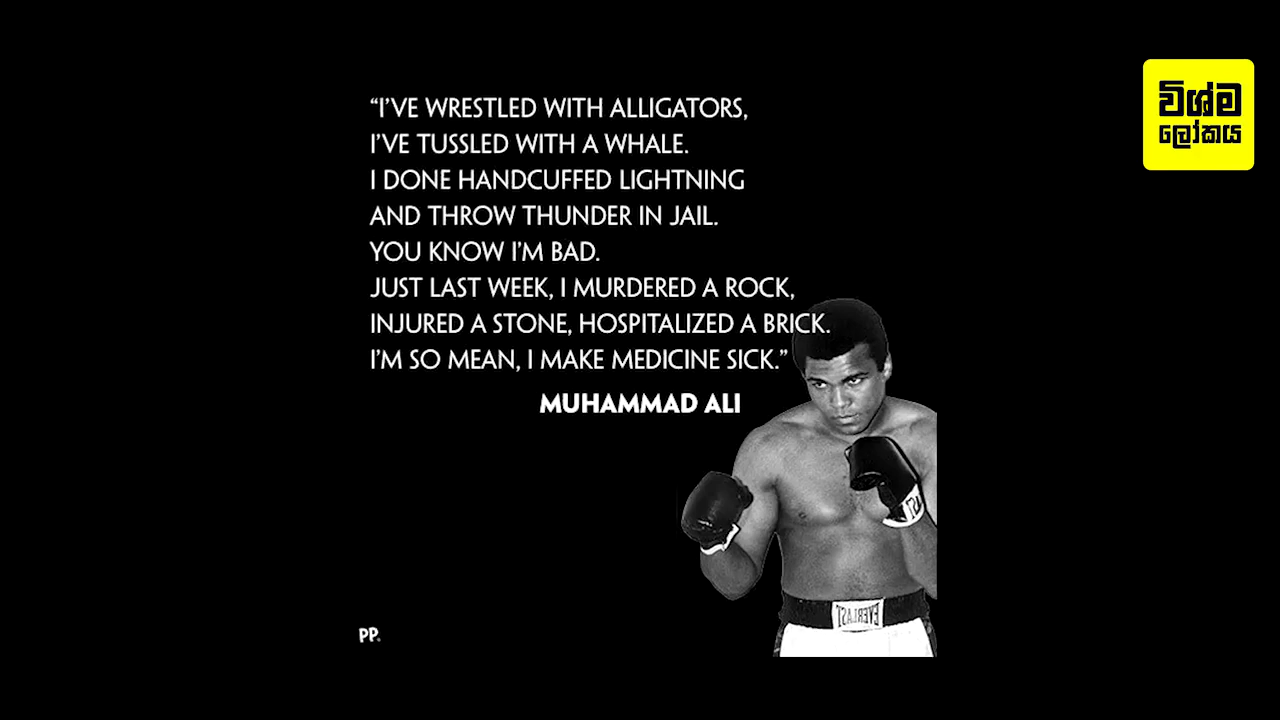 “I’VE WRESTLED WITH ALLIGATORS,
I’VE TUSSLED WITH A WHALE.
I DONE HANDCUFFED LIGHTNING
AND THROW THUNDER IN JAIL.
YOU KNOW I’M BAD.
JUST LAST WEEK, I MURDERED A ROCK,
INJURED A STONE, HOSPITALIZED A BRICK.
I’M SO MEAN, I MAKE MEDICINE SICK.”
MUHAMMAD ALI
විශ්ම
ලෝකය
EVERLAST
PP.